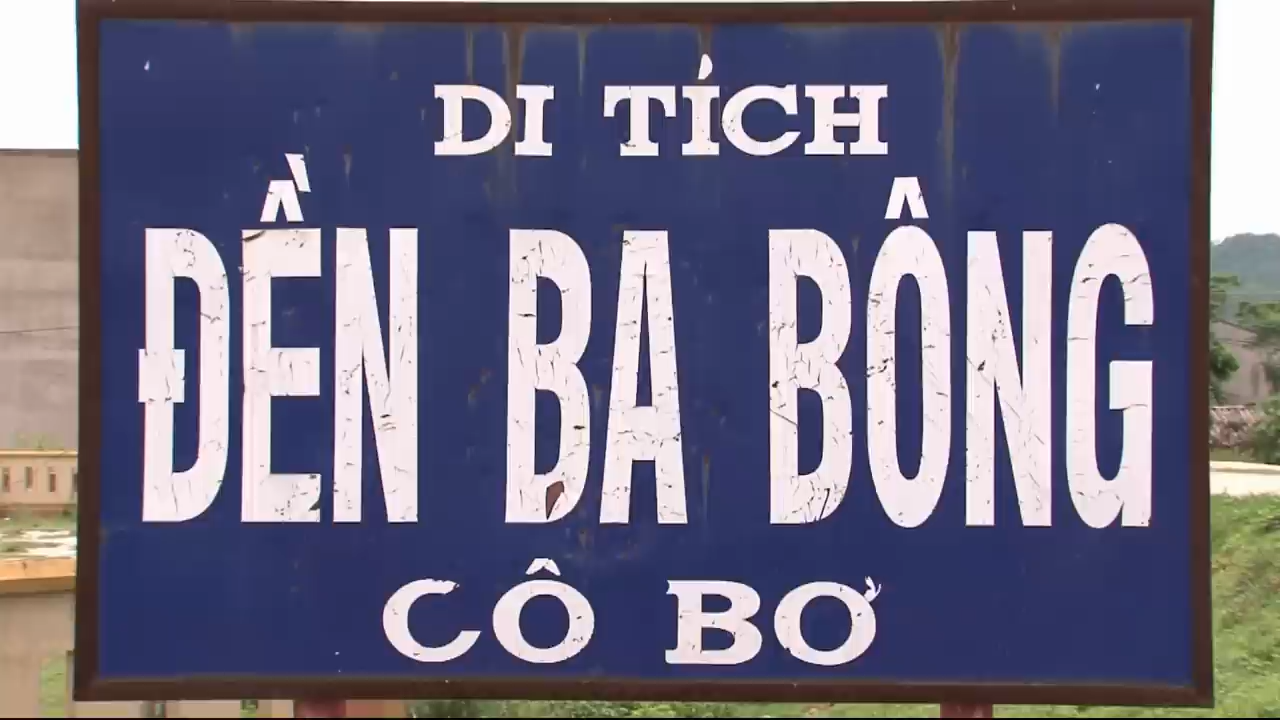 DI TÍCH
ĐỀN BA BÔNG
CÔ BƠ